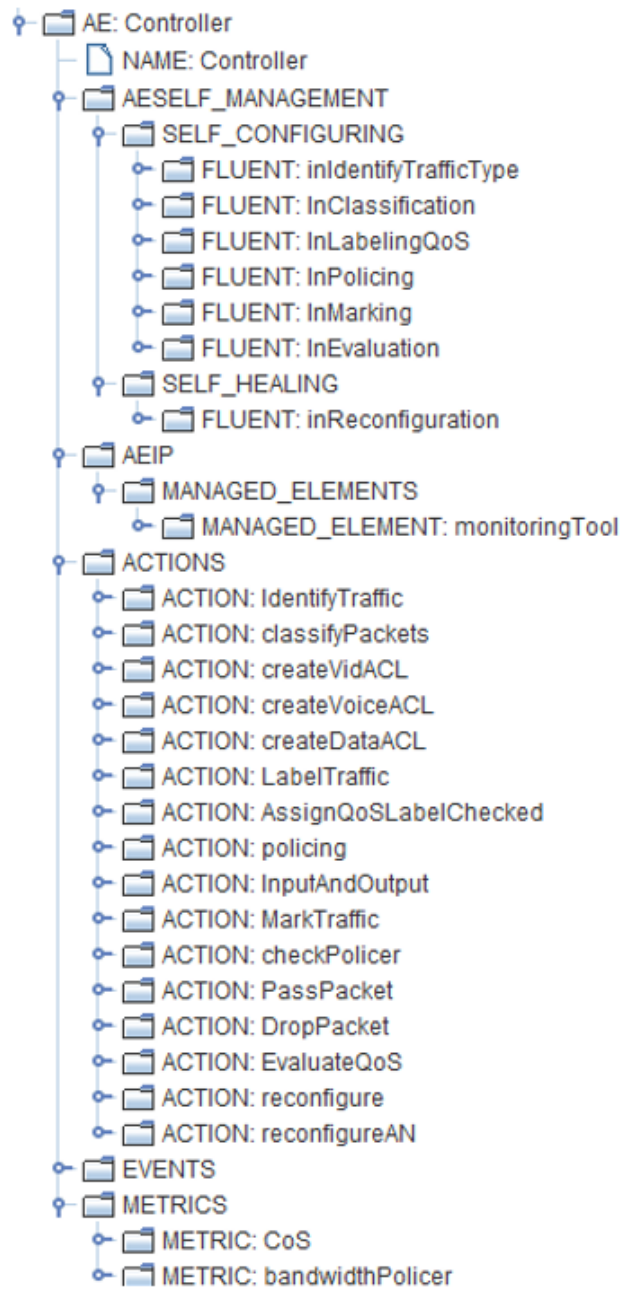 AE: Controller
NAME: Controller
AESELF_MANAGEMENT
SELF_CONFIGURING
FLUENT: inIdentifyTrafficType
FLUENT: InClassification
FLUENT: InLabelingQoS
FLUENT: InPolicing
FLUENT: InMarking
FLUENT: InEvaluation
SELF_HEALING
FLUENT: inReconfiguration
AEIP
MANAGED_ELEMENTS
MANAGED_ELEMENT: monitoringTool
ACTIONS
ACTION: IdentifyTraffic
ACTION: classifyPackets
ACTION: createVidACL
ACTION: createVoiceACL
ACTION: createDataACL
ACTION: LabelTraffic
ACTION: AssignQoSLabelChecked
ACTION: policing
ACTION: InputAndOutput
ACTION: MarkTraffic
ACTION: checkPolicer
ACTION: PassPacket
ACTION: DropPacket
ACTION: EvaluateQoS
ACTION: reconfigure
ACTION: reconfigureAN
EVENTS
METRICS
METRIC: CoS
METRIC: bandwidthPolicer